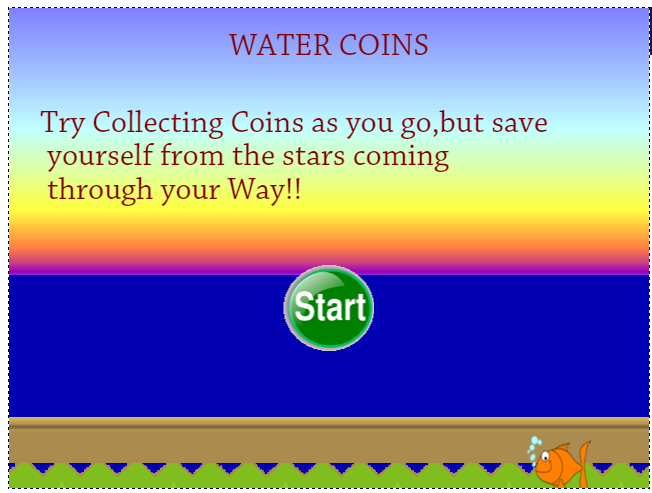 WATER COINS
Try Collecting Coins as you go,but save
yourself from the stars coming
through your Way!!
Start